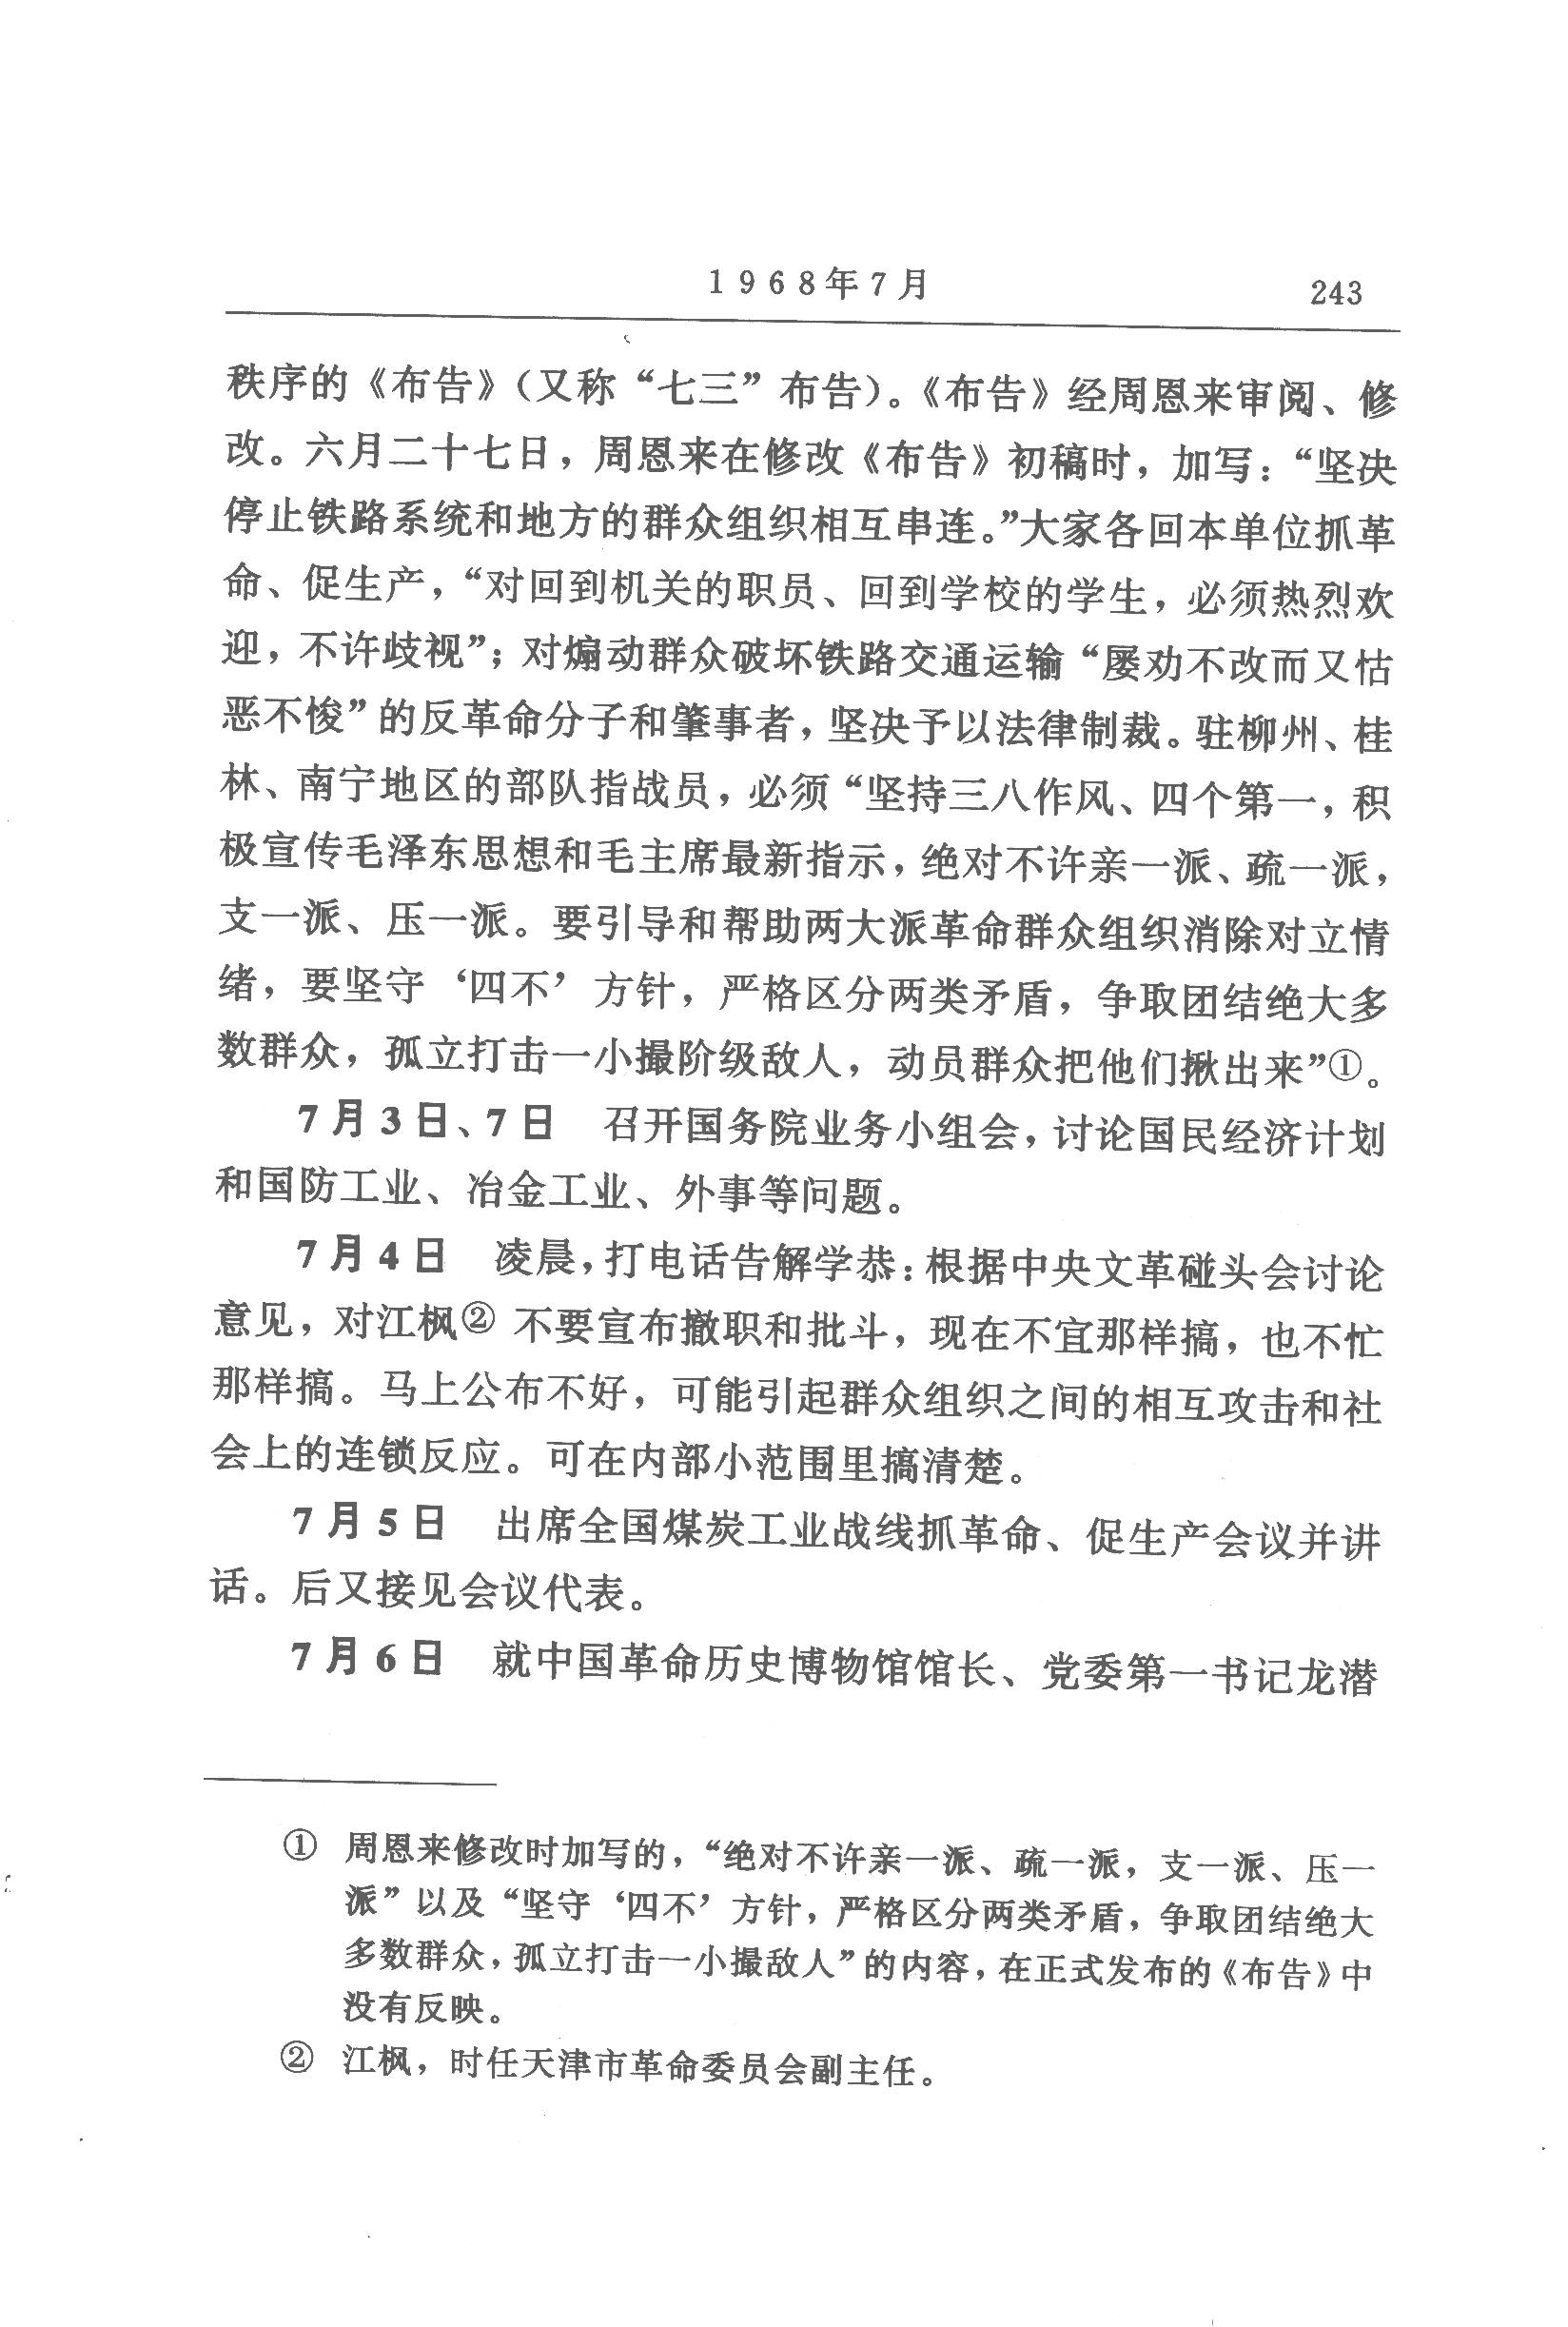 1968年7月
243
秩序的《布告》(又称“七三”布告)。《布告》经周恩来审阅、修
改。六月二十七日，周恩来在修改《布告》初稿时，加写：“坚决
停止铁路系统和地方的群众组织相互串连。”大家各回本单位抓革
命、促生产，“对回到机关的职员、回到学校的学生，必须热烈欢
迎，不许歧视”；对煽动群众破坏铁路交通运输“屡劝不改而又怙
恶不悛”的反革命分子和肇事者，坚决予以法律制裁。驻柳州、桂
林、南宁地区的部队指战员，必须“坚持三八作风、四个第一，积
极宣传毛泽东思想和毛主席最新指示，绝对不许亲一派、疏一派，
支一派、压一派。要引导和帮助两大派革命群众组织消除对立情
绪，要坚守‘四不’方针，严格区分两类矛盾，争取团结绝大多
数群众，孤立打击一小撮阶级敌人，动员群众把他们揪出来”①。
7月3日、7日 召开国务院业务小组会，讨论国民经济计划
和国防工业、冶金工业、外事等问题。
7月4日 凌晨，打电话告解学恭：根据中央文革碰头会讨论
意见，对江枫② 不要宣布撤职和批斗，现在不宜那样搞，也不忙
那样搞。马上公布不好，可能引起群众组织之间的相互攻击和社
会上的连锁反应。可在内部小范围里搞清楚。
7月5日 出席全国煤炭工业战线抓革命、促生产会议并讲
话。后又接见会议代表。
7月6日 就中国革命历史博物馆馆长、党委第一书记龙潜
① 周恩来修改时加写的，“绝对不许亲一派、疏一派，支一派、压一
派”以及“坚守‘四不’方针，严格区分两类矛盾，争取团结绝大
多数群众，孤立打击一小撮敌人”的内容，在正式发布的《布告》中
没有反映。
② 江枫，时任天津市革命委员会副主任。